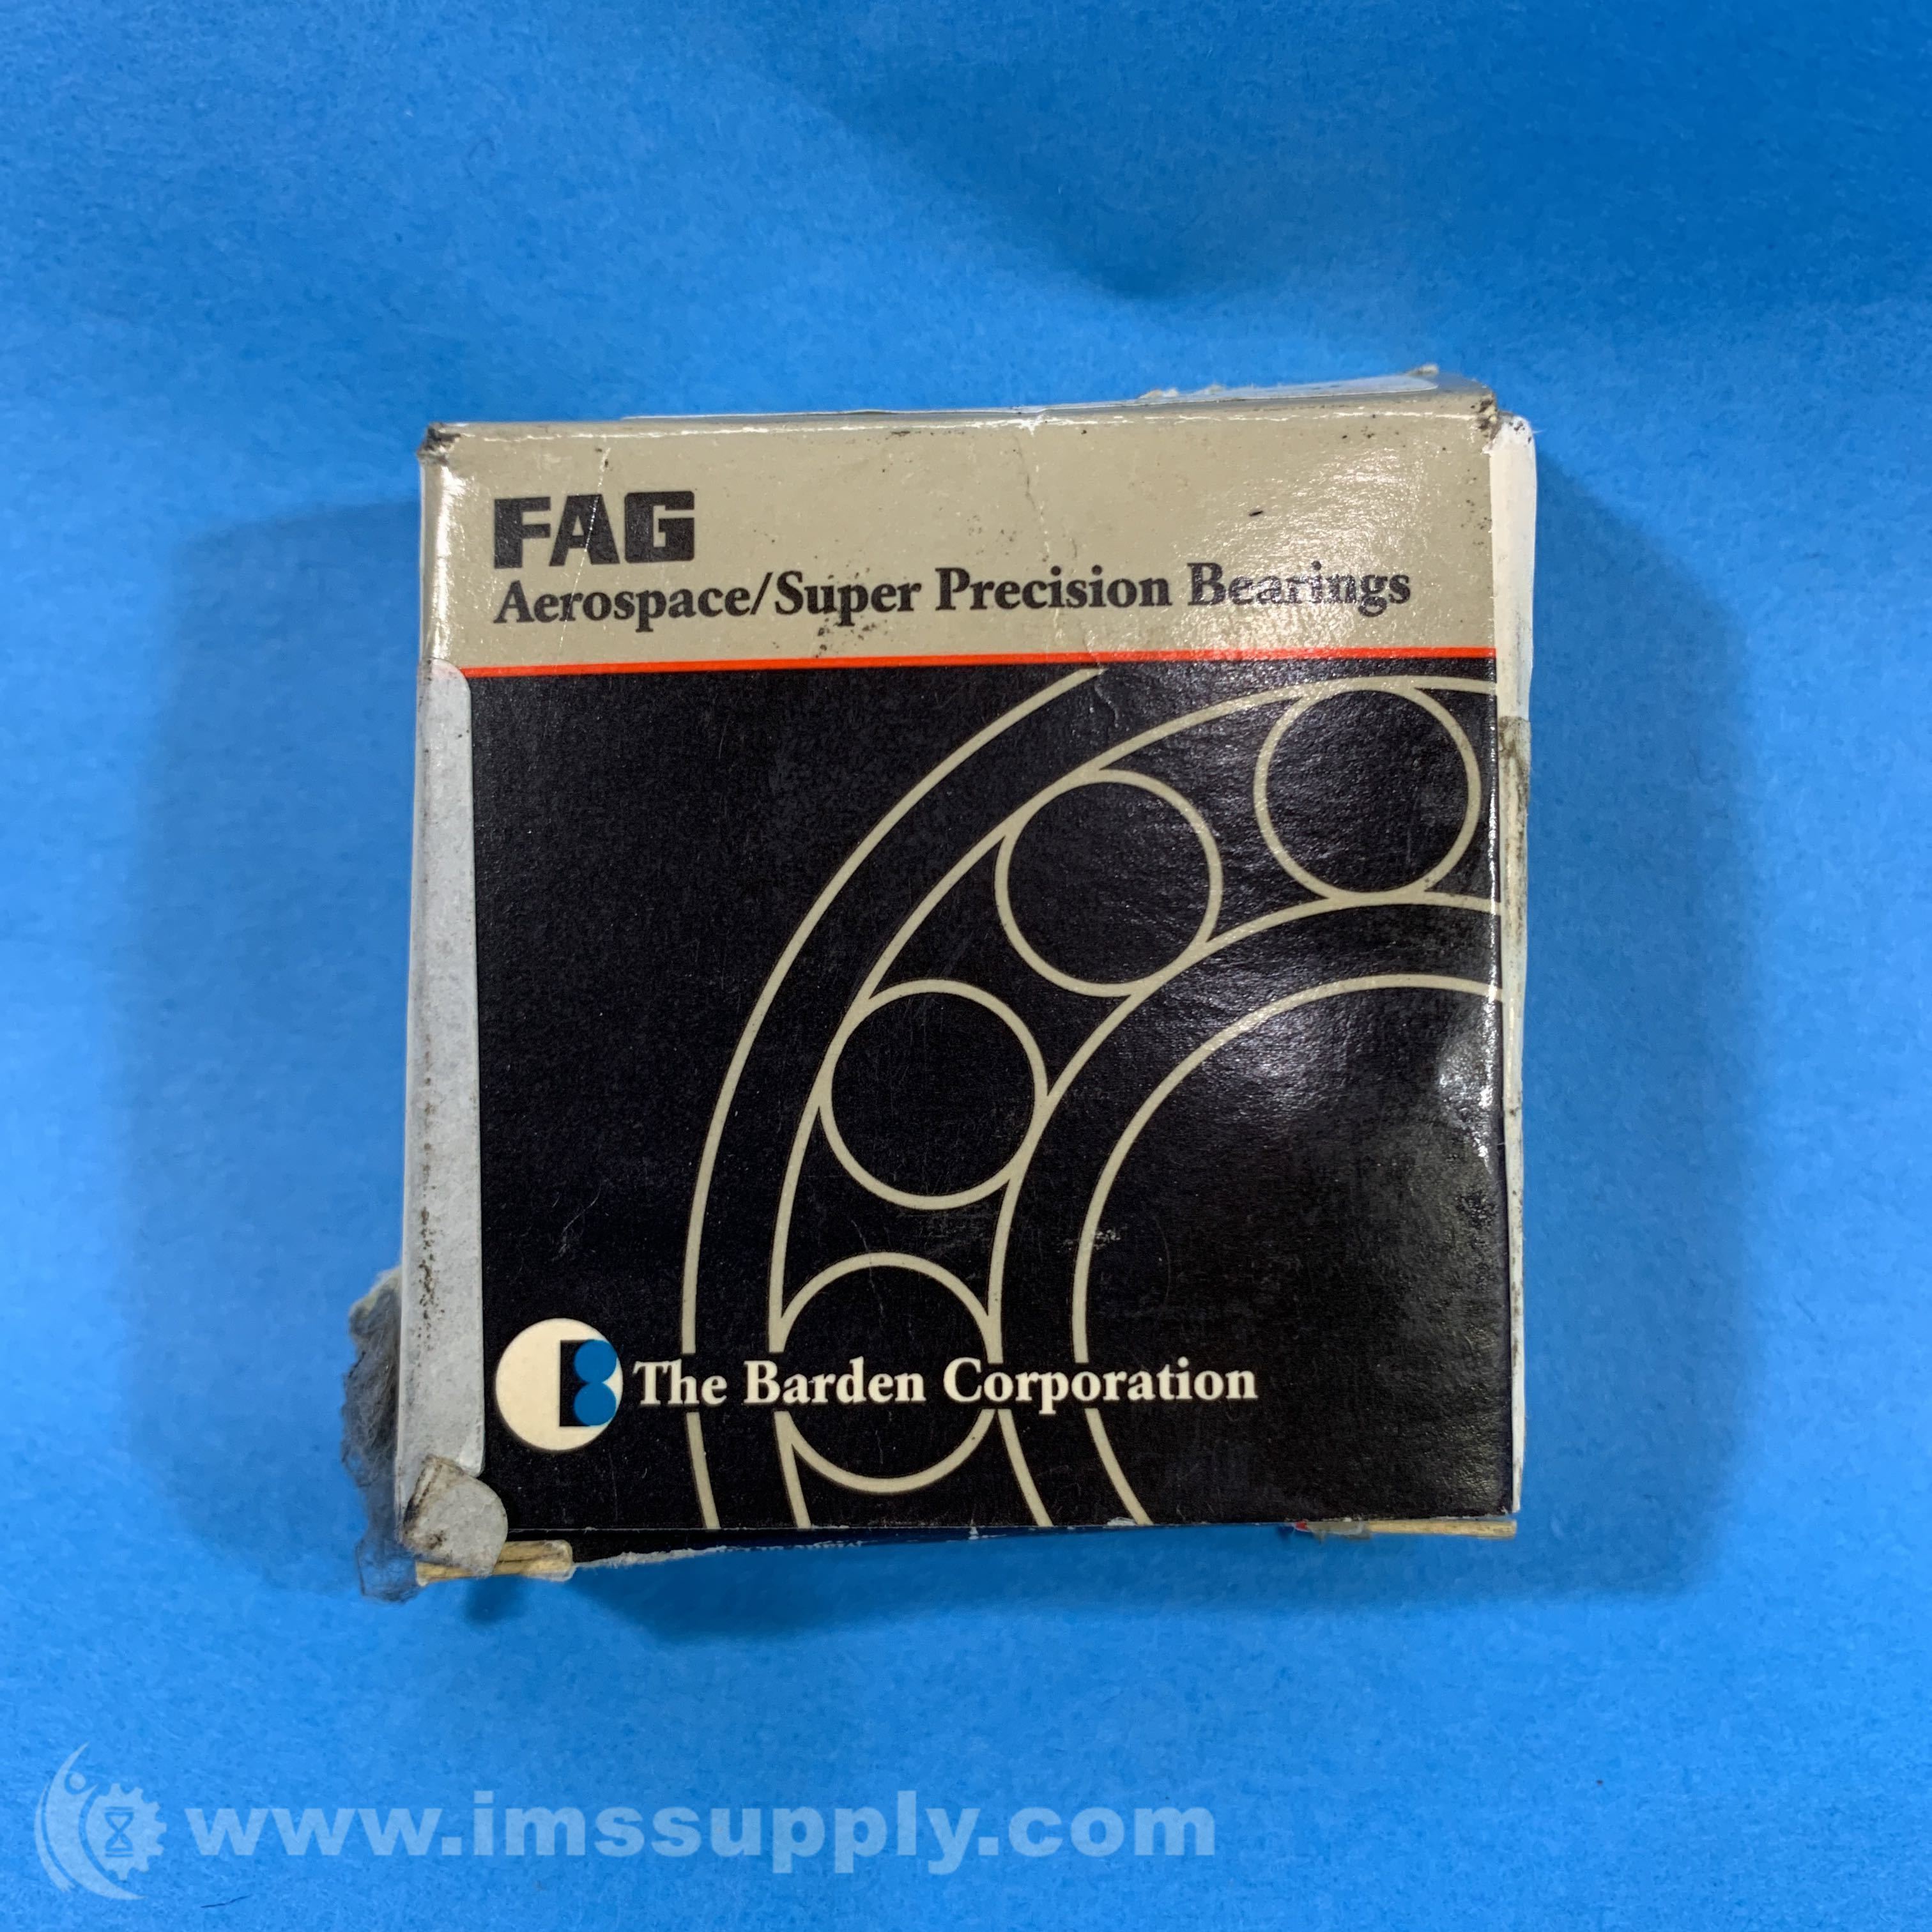 FAG
Aerospace/Super Precision Bearings
The Barden Corporation
www.imssupply.com